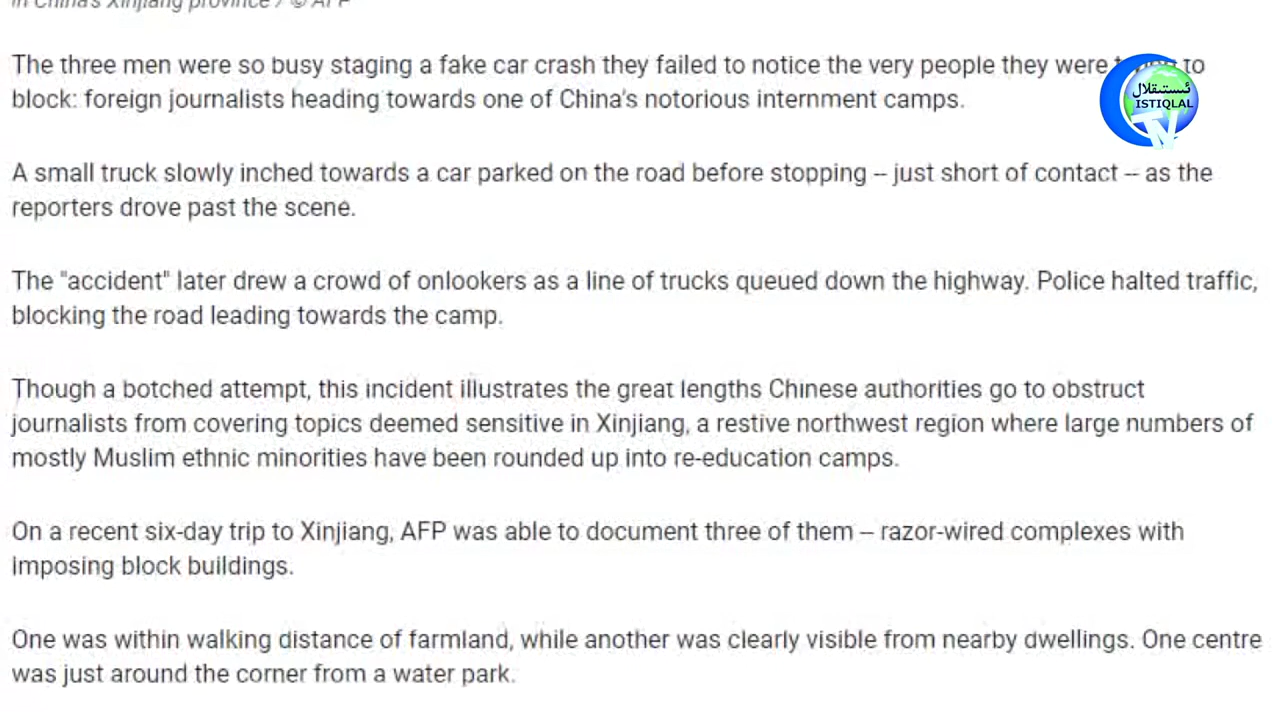 in China's Xinjiang province / © AFP
The three men were so busy staging a fake car crash they failed to notice the very people they were to
block: foreign journalists heading towards one of China's notorious internment camps.
ئىستىقلال
ISTIQLAL
TV
A small truck slowly inched towards a car parked on the road before stopping – just short of contact – as the
reporters drove past the scene.
The "accident" later drew a crowd of onlookers as a line of trucks queued down the highway. Police halted traffic,
blocking the road leading towards the camp.
Though a botched attempt, this incident illustrates the great lengths Chinese authorities go to obstruct
journalists from covering topics deemed sensitive in Xinjiang, a restive northwest region where large numbers of
mostly Muslim ethnic minorities have been rounded up into re-education camps.
On a recent six-day trip to Xinjiang, AFP was able to document three of them – razor-wired complexes with
imposing block buildings.
One was within walking distance of farmland, while another was clearly visible from nearby dwellings. One centre
was just around the corner from a water park.